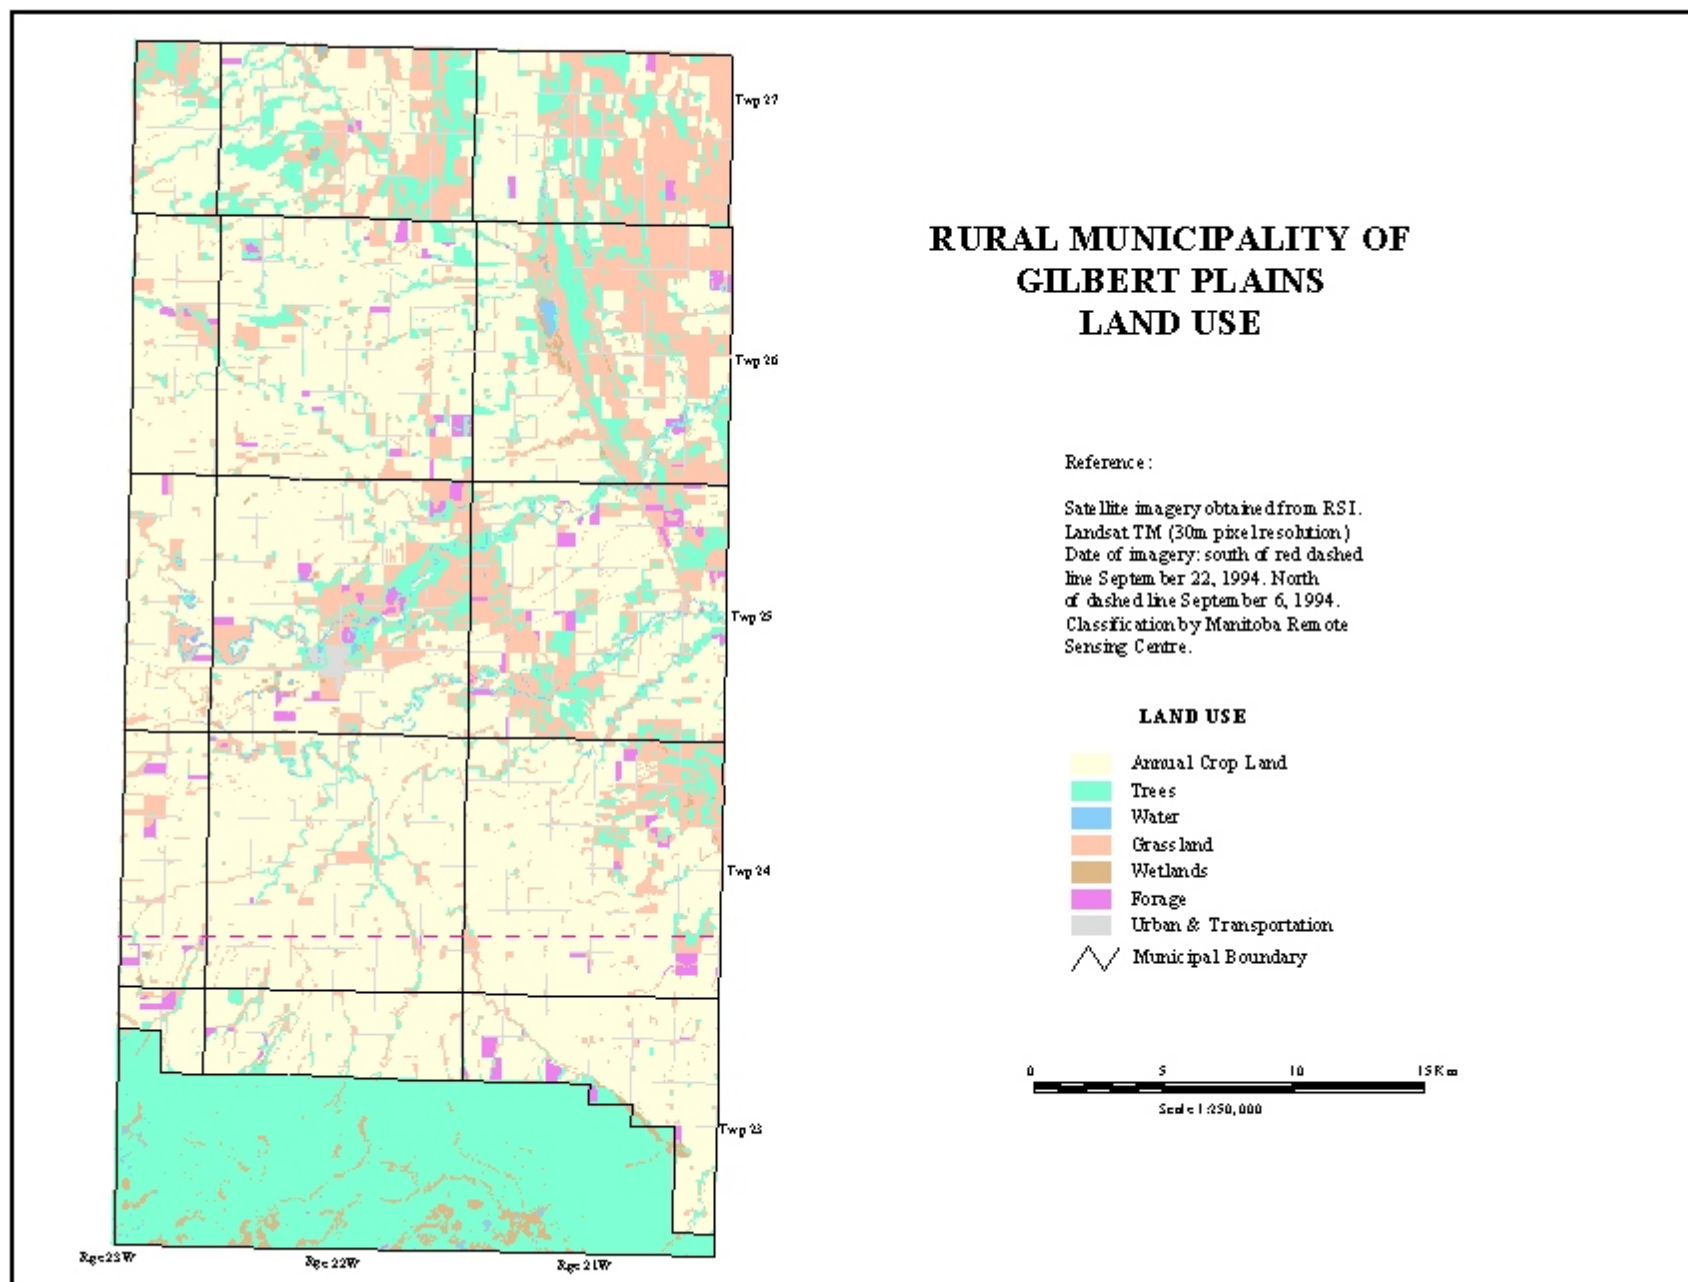 RURAL MUNICIPALITY OF
GILBERT PLAINS
LAND USE
Twp 27
Twp 26
Twp 25
Twp 24
Twp 23
Rge 23W
Rge 22W
Rge 21W
Reference:
Satellite imagery obtained from RSI.
Landsat TM (30m pixel resolution)
Date of imagery: south of red dashed
line September 22, 1994. North
of dashed line September 6, 1994.
Classification by Manitoba Remote
Sensing Centre.
LAND USE
Annual Crop Land
Trees
Water
Grassland
Wetlands
Forage
Urban & Transportation
Municipal Boundary
0 5 10 15 Km
Scale 1:250,000